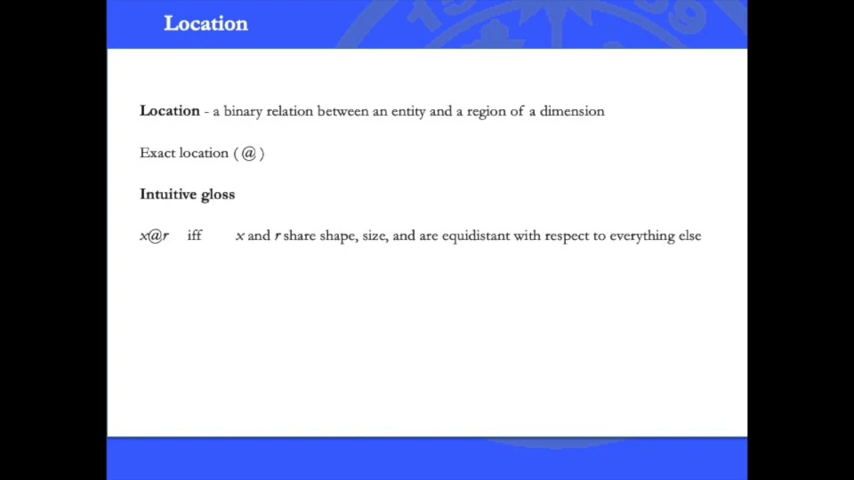 Location
Location - a binary relation between an entity and a region of a dimension
Exact location ( @ )
Intuitive gloss
x@r iff x and r share shape, size, and are equidistant with respect to everything else